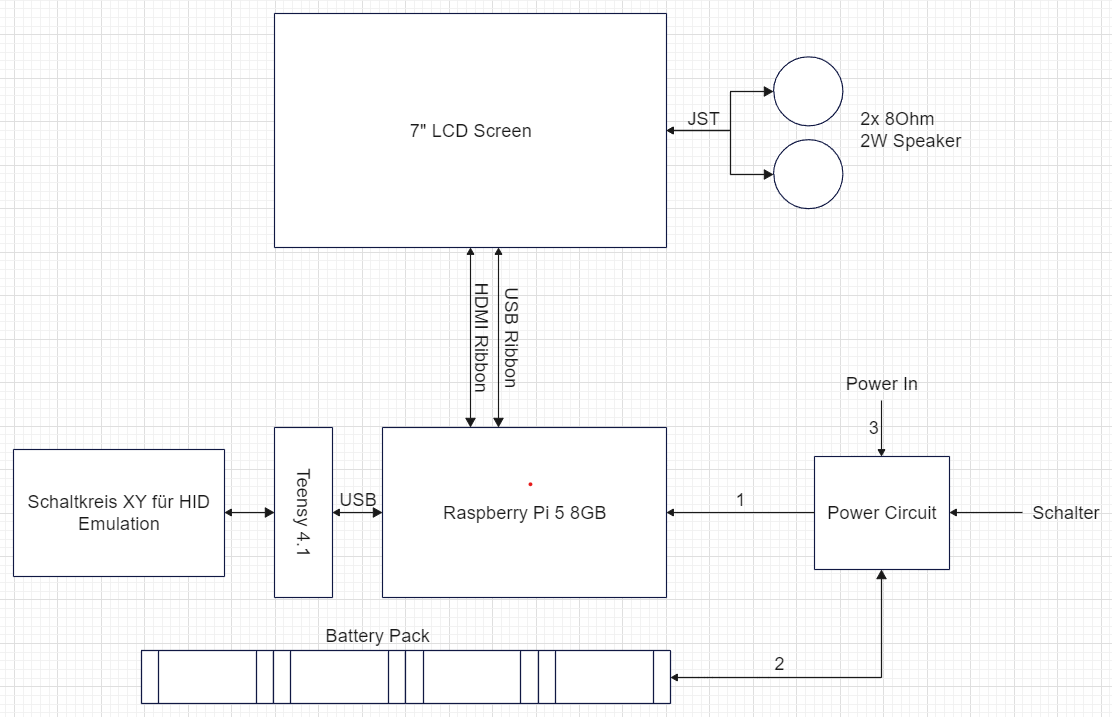 7" LCD Screen
JST
2x 8Ohm
2W Speaker
HDMI Ribbon
USB Ribbon
Power In
3
Schaltkreis XY für HID
Emulation
Teensy 4.1
USB
Raspberry Pi 5 8GB
1
Power Circuit
Schalter
Battery Pack
2